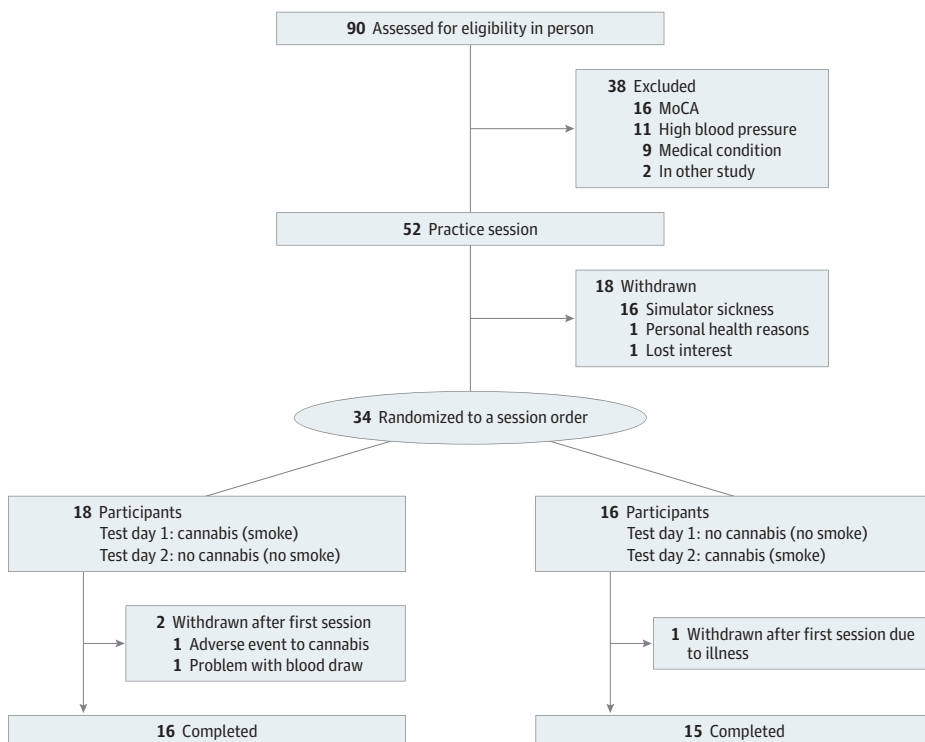 90 Assessed for eligibility in person
38 Excluded
16 MoCA
11 High blood pressure
9 Medical condition
2 In other study
52 Practice session
18 Withdrawn
16 Simulator sickness
1 Personal health reasons
1 Lost interest
34 Randomized to a session order
18 Participants
Test day 1: cannabis (smoke)
Test day 2: no cannabis (no smoke)
16 Participants
Test day 1: no cannabis (no smoke)
Test day 2: cannabis (smoke)
2 Withdrawn after first session
1 Adverse event to cannabis
1 Problem with blood draw
1 Withdrawn after first session due
to illness
16 Completed
15 Completed